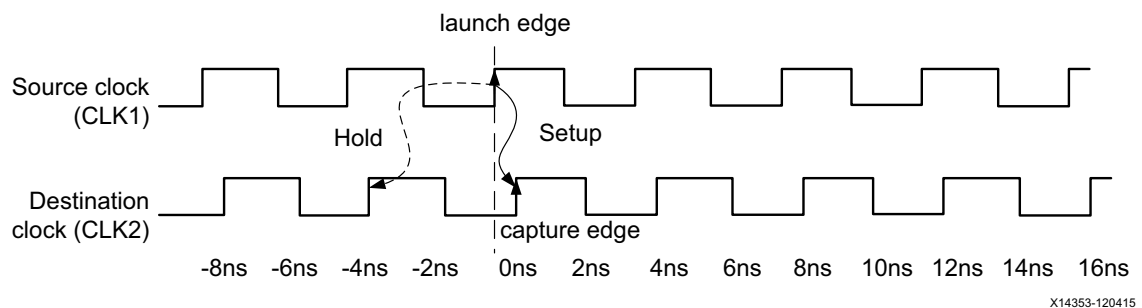 launch edge
Source clock
(CLK1)
Hold
Setup
Destination
clock (CLK2)
capture edge
-8ns -6ns -4ns -2ns 0ns 2ns 4ns 6ns 8ns 10ns 12ns 14ns 16ns
X14353-120415